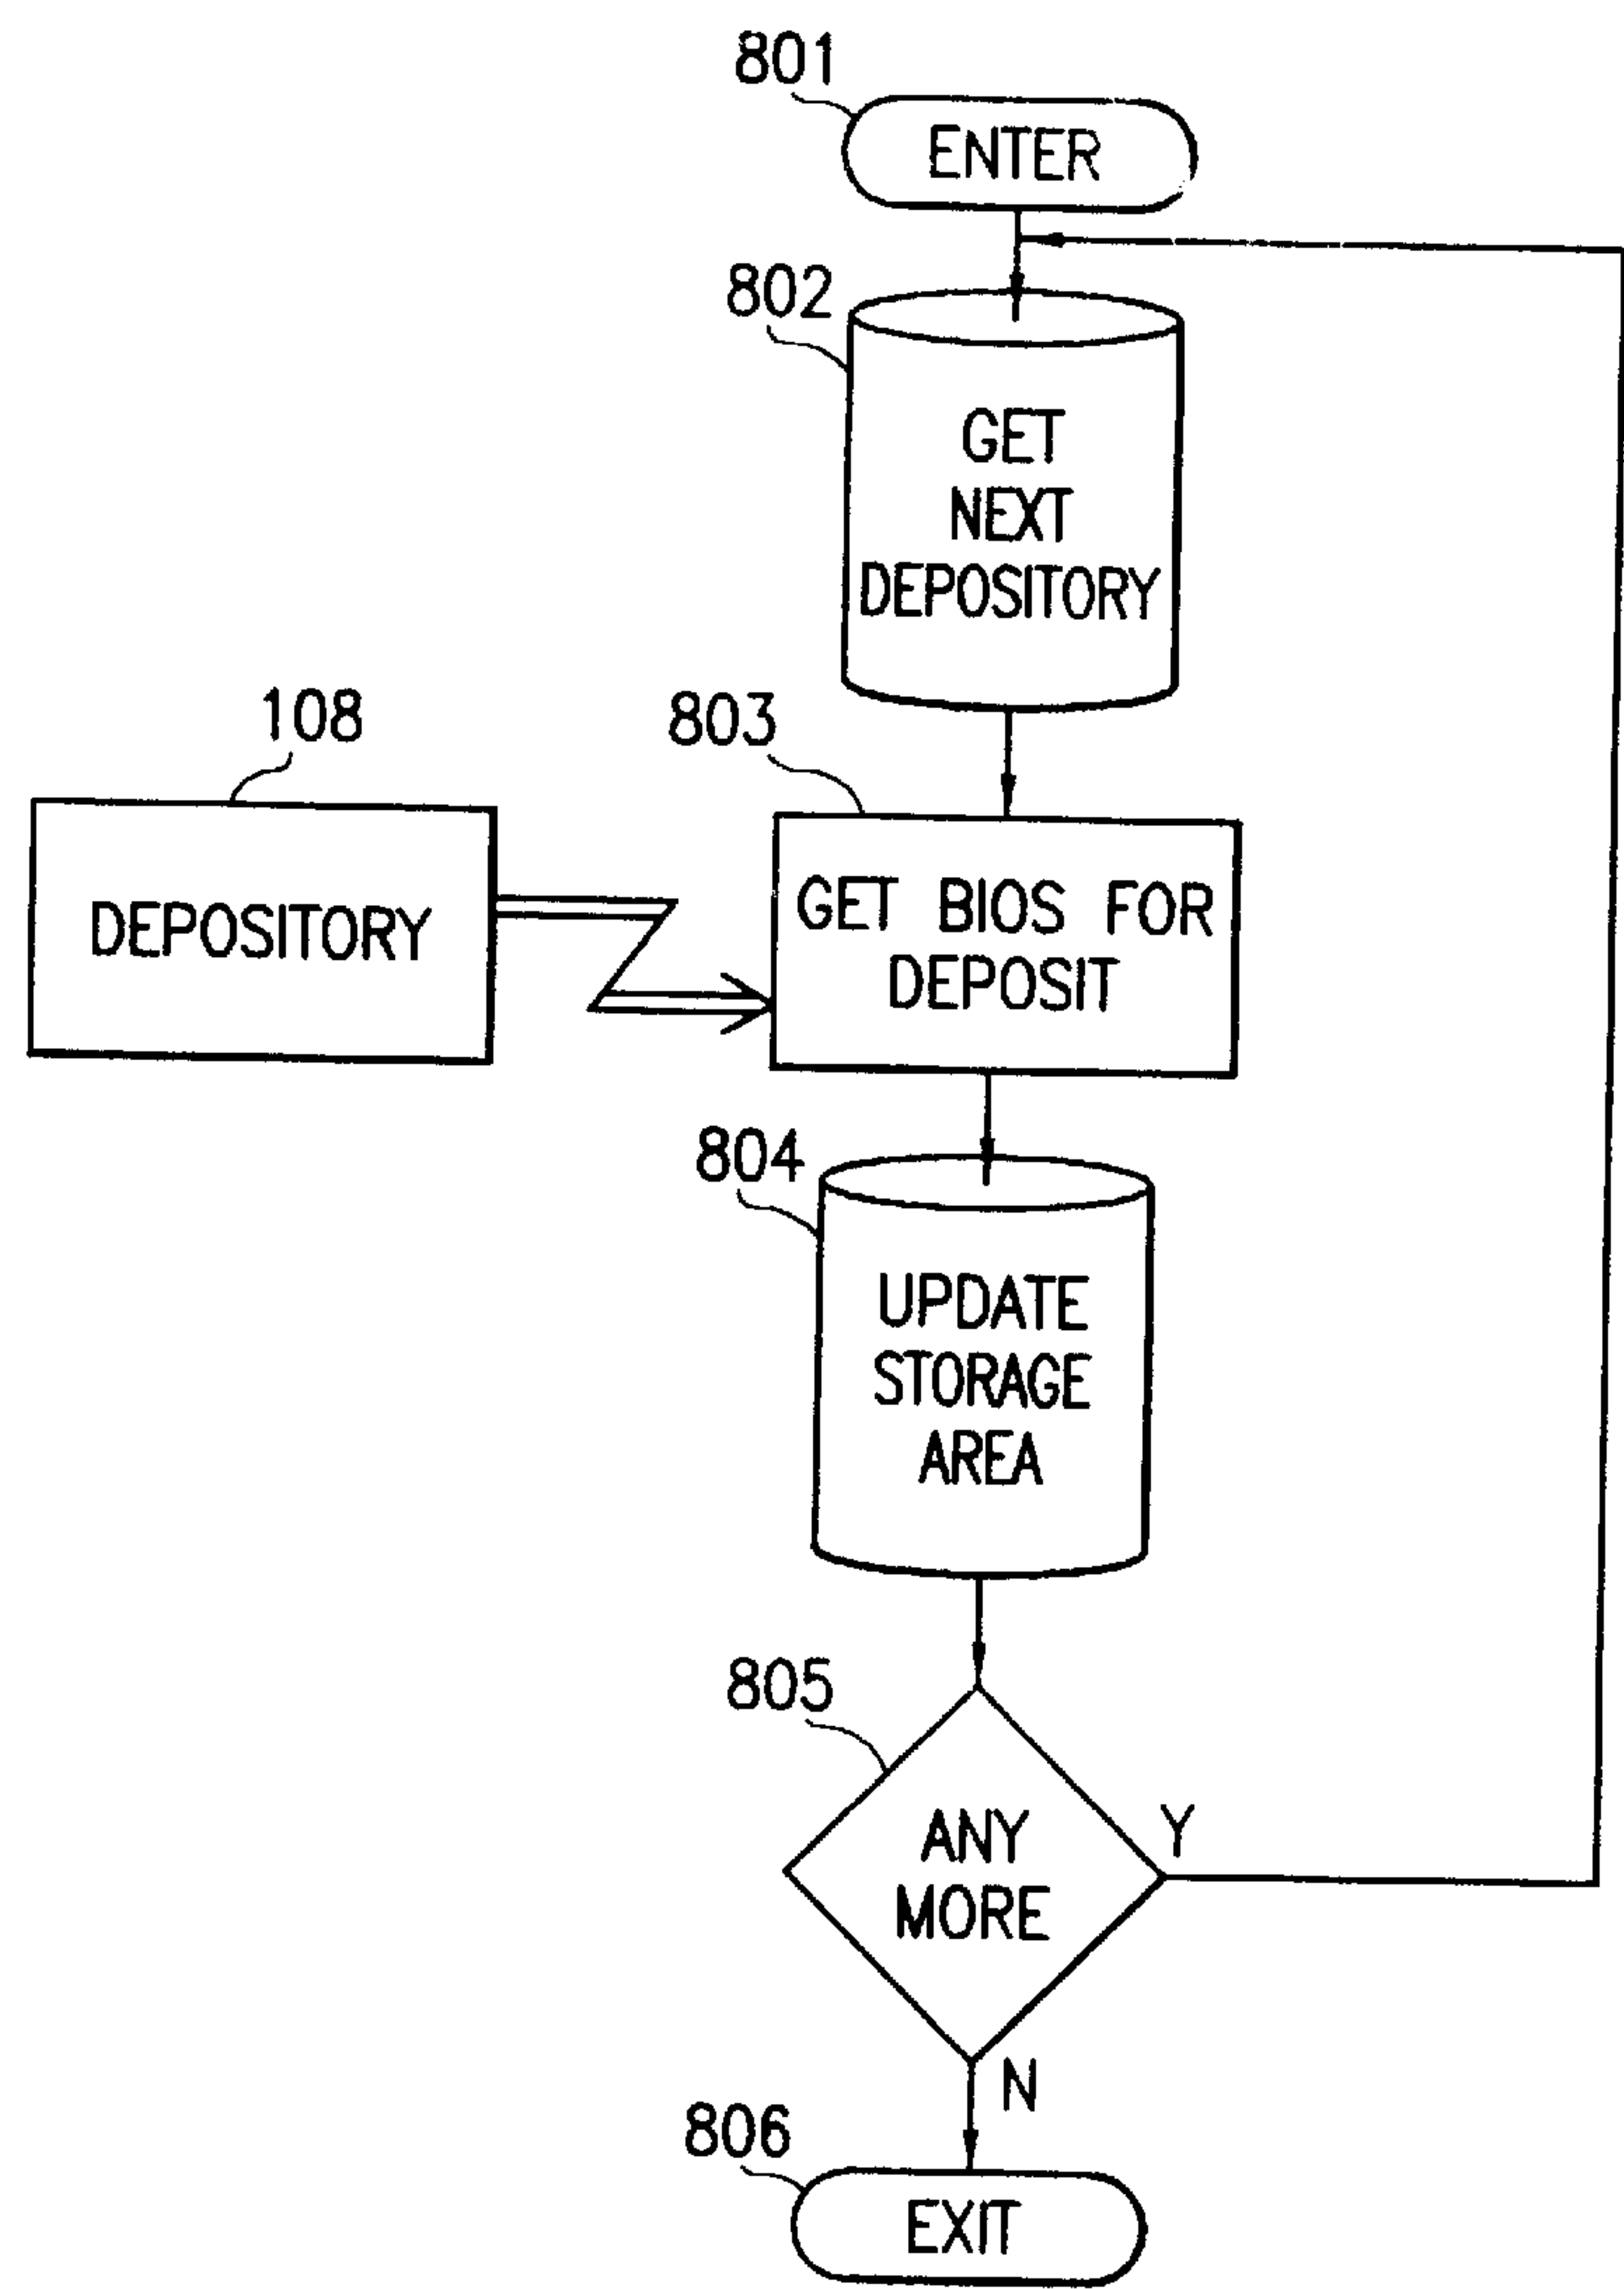 801
ENTER
802
GET
NEXT
DEPOSITORY
108
803
DEPOSITORY
GET BIOS FOR
DEPOSIT
804
UPDATE
STORAGE
AREA
805
ANY
MORE
Y
N
806
EXIT